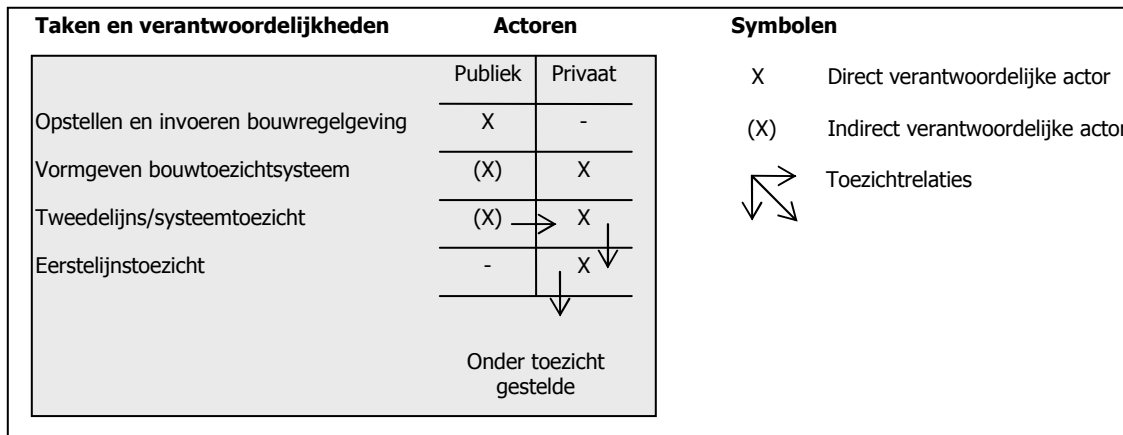 Taken en verantwoordelijkheden Actoren Symbolen
Publiek Privaat
X Direct verantwoordelijke actor
Opstellen en invoeren bouwregelgeving X -
(X) Indirect verantwoordelijke actor
Vormgeven bouwtoezichtsysteem (X) X
Toezichtrelaties
Tweedelijns/systeemtoezicht (X) X
Eerstelijnstoezicht - X
Onder toezicht
gestelde